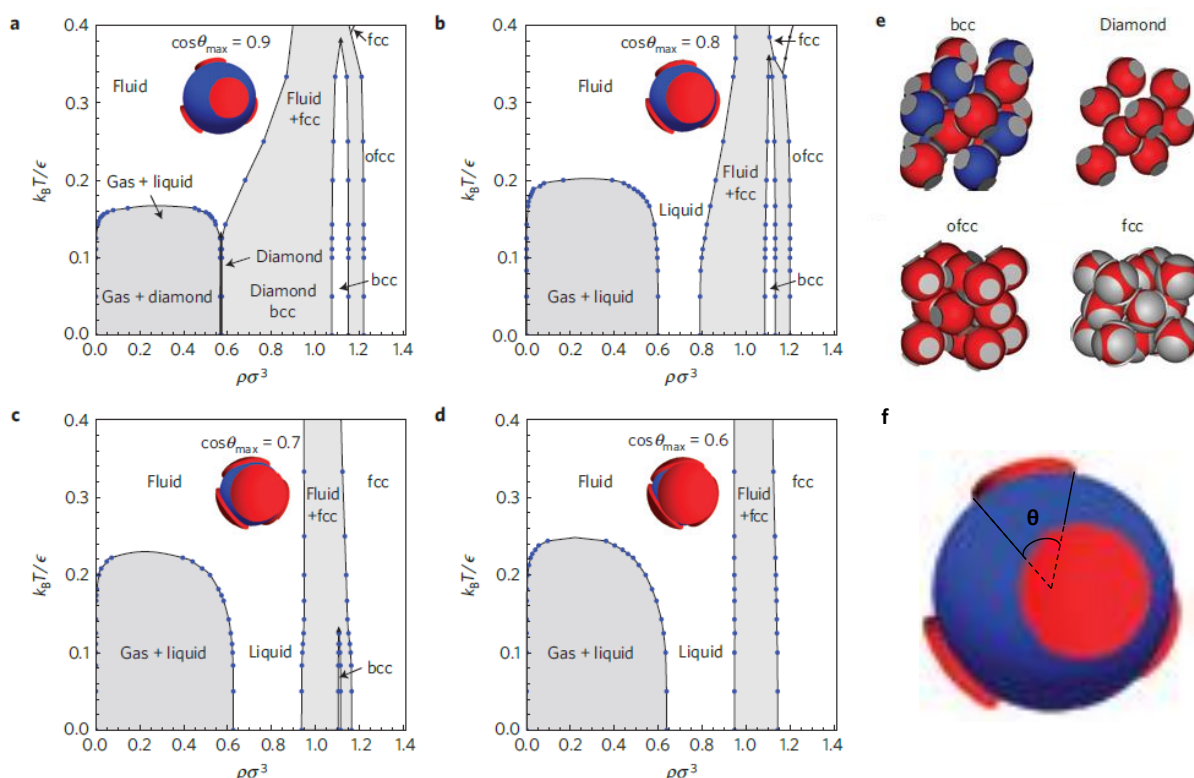 a
cosθmax = 0.9
fcc
Fluid
Fluid
+fcc
ofcc
Gas + liquid
Diamond
Gas + diamond
Diamond
bcc
bcc
kBT/ϵ
0.4
0.3
0.2
0.1
0.0
0.0 0.2 0.4 0.6 0.8 1.0 1.2 1.4
ρσ³
b
cosθmax = 0.8
fcc
Fluid
ofcc
Fluid
+fcc
Liquid
Gas + liquid
bcc
kBT/ϵ
0.4
0.3
0.2
0.1
0.0
0.0 0.2 0.4 0.6 0.8 1.0 1.2 1.4
ρσ³
e
bcc
Diamond
ofcc
fcc
c
cosθmax = 0.7
Fluid
fcc
Fluid
+fcc
Gas + liquid
Liquid
bcc
kBT/ϵ
0.4
0.3
0.2
0.1
0.0
0.0 0.2 0.4 0.6 0.8 1.0 1.2 1.4
ρσ³
d
cosθmax = 0.6
Fluid
fcc
Fluid
+fcc
Gas + liquid
Liquid
kBT/ϵ
0.4
0.3
0.2
0.1
0.0
0.0 0.2 0.4 0.6 0.8 1.0 1.2 1.4
ρσ³
f
θ